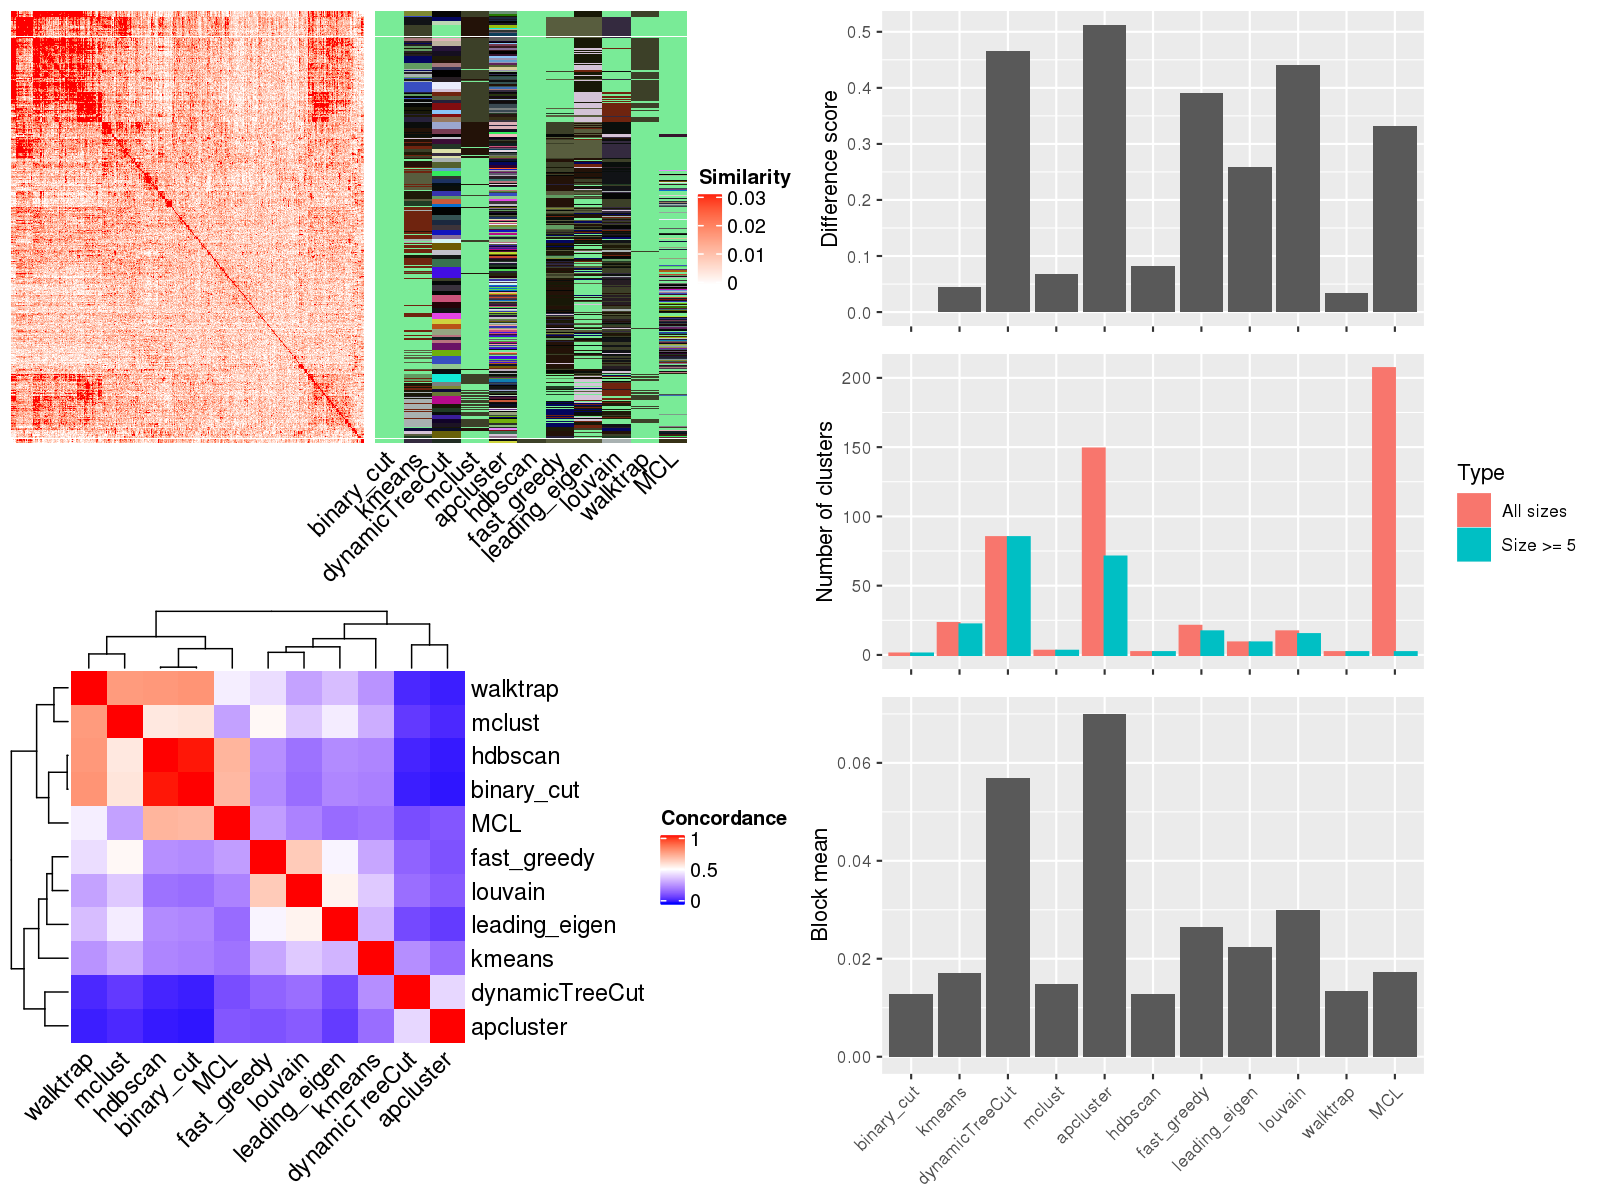 Similarity
0.03
0.02
0.01
0
binary_cut
kmeans
dynamicTreeCut
mclust
apcluster
hdbscan
fast_greedy
leading_eigen
louvain
walktrap
MCL
walktrap
mclust
hdbscan
binary_cut
MCL
fast_greedy
louvain
leading_eigen
kmeans
dynamicTreeCut
apcluster
Concordance
1
0.5
0
walktrap
mclust
hdbscan
binary_cut
MCL
fast_greedy
louvain
leading_eigen
kmeans
dynamicTreeCut
apcluster
Difference score
0.5
0.4
0.3
0.2
0.1
0.0
Number of clusters
200
150
100
50
0
Type
All sizes
Size >= 5
Block mean
0.06
0.04
0.02
0.00
binary_cut
kmeans
dynamicTreeCut
mclust
apcluster
hdbscan
fast_greedy
leading_eigen
louvain
walktrap
MCL